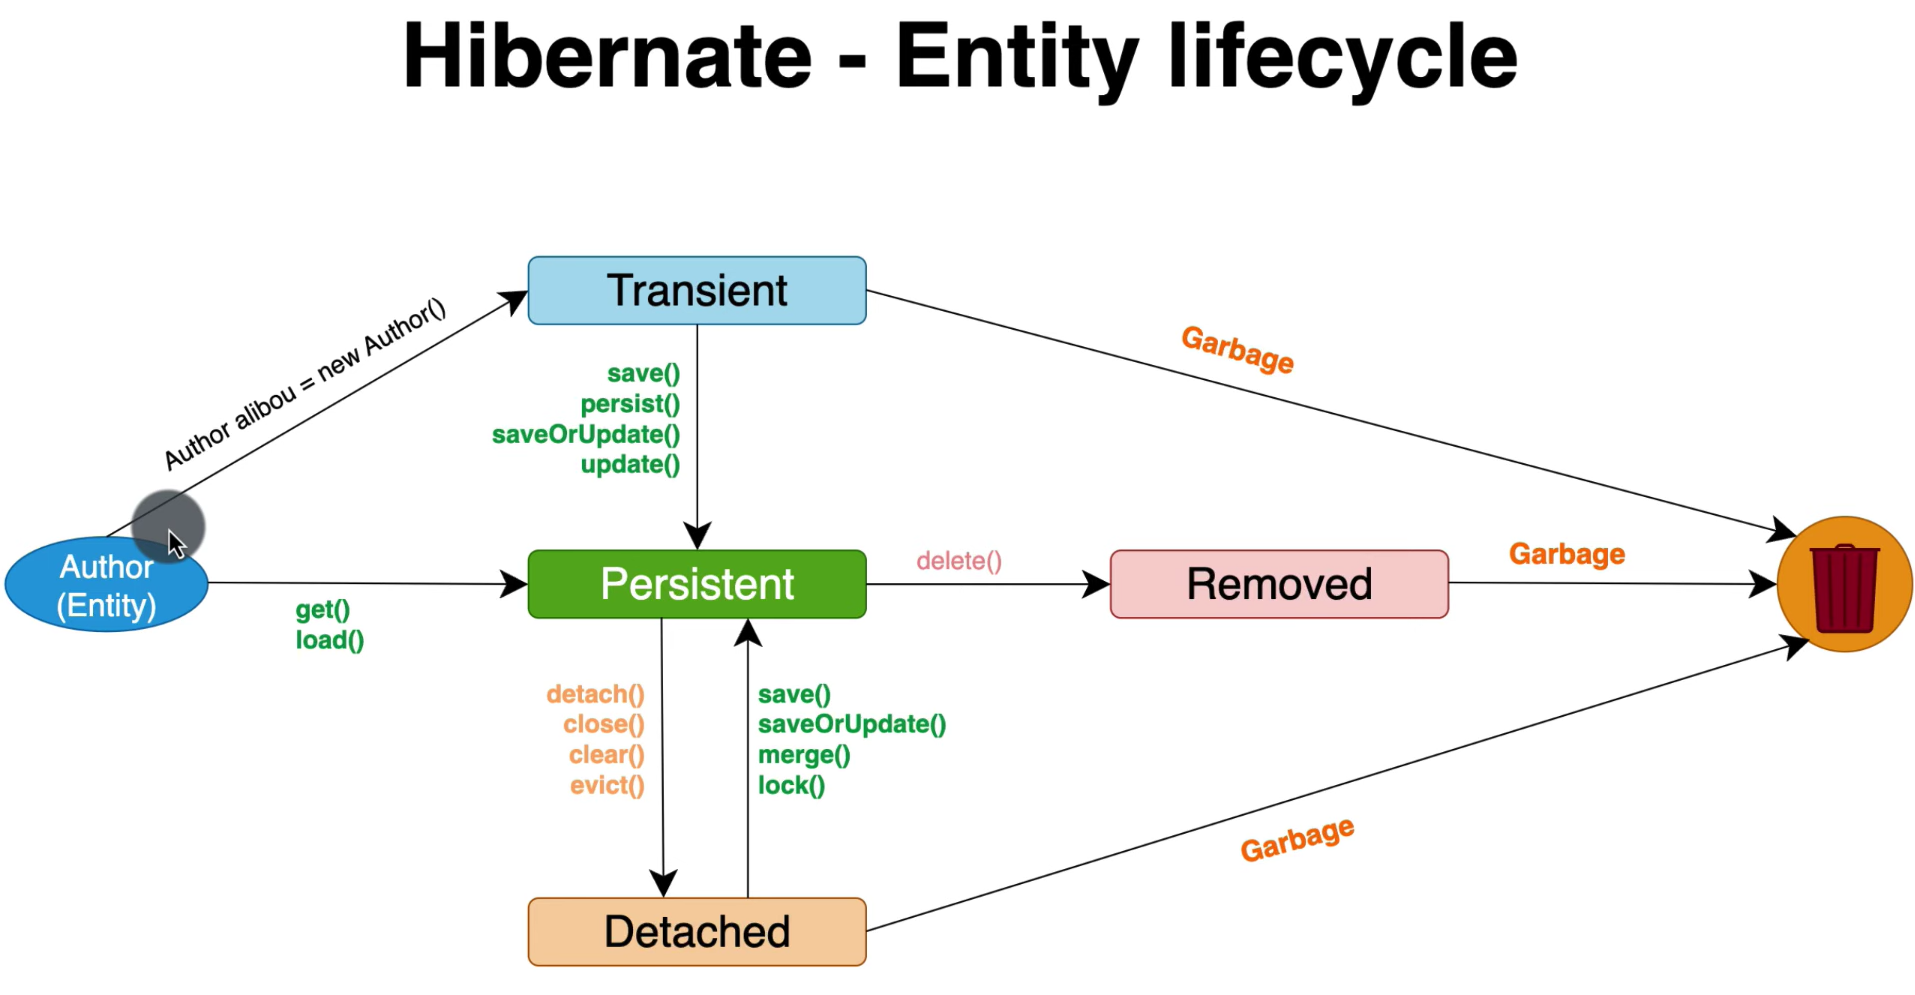 Hibernate - Entity lifecycle
Transient
Author alibou = new Author()
Garbage
save()
persist()
saveOrUpdate()
update()
Author
(Entity)
get()
load()
Persistent
delete()
Removed
Garbage
detach()
close()
clear()
evict()
save()
saveOrUpdate()
merge()
lock()
Garbage
Detached